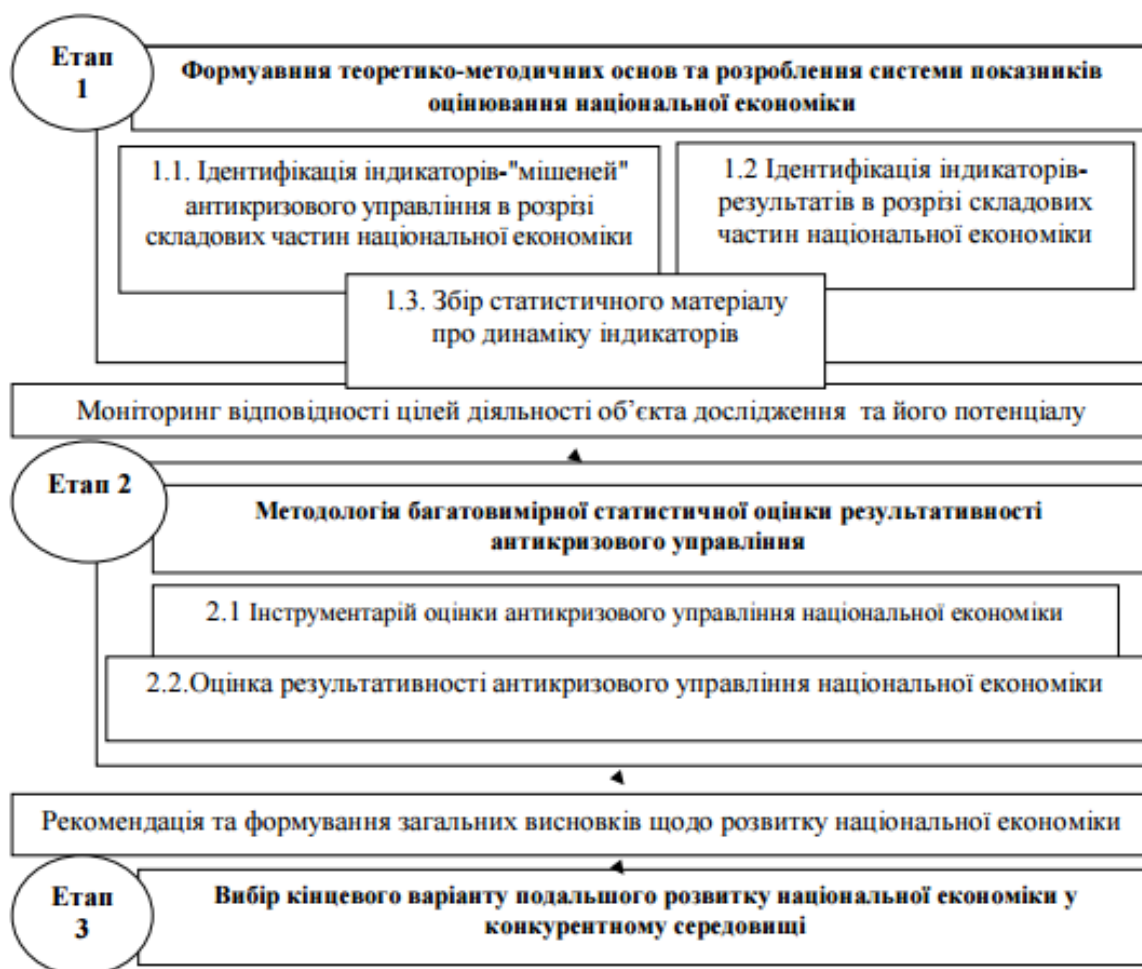 Етап
1
Формуавння теоретико-методичних основ та розроблення системи показників
оцінювання національної економіки
1.1. Ідентифікація індикаторів-"мішеней"
антикризового управління в розрізі
складових частин національної економіки
1.2 Ідентифікація індикаторів-
результатів в розрізі складових
частин національної економіки
1.3. Збір статистичного матеріалу
про динаміку індикаторів
Моніторинг відповідності цілей діяльності об’єкта дослідження та його потенціалу
Етап 2
Методологія багатовимірної статистичної оцінки результативності
антикризового управління
2.1 Інструментарій оцінки антикризового управління національної економіки
2.2.Оцінка результативності антикризового управління національної економіки
Рекомендація та формування загальних висновків щодо розвитку національної економіки
Етап
3
Вибір кінцевого варіанту подальшого розвитку національної економіки у
конкурентному середовищі